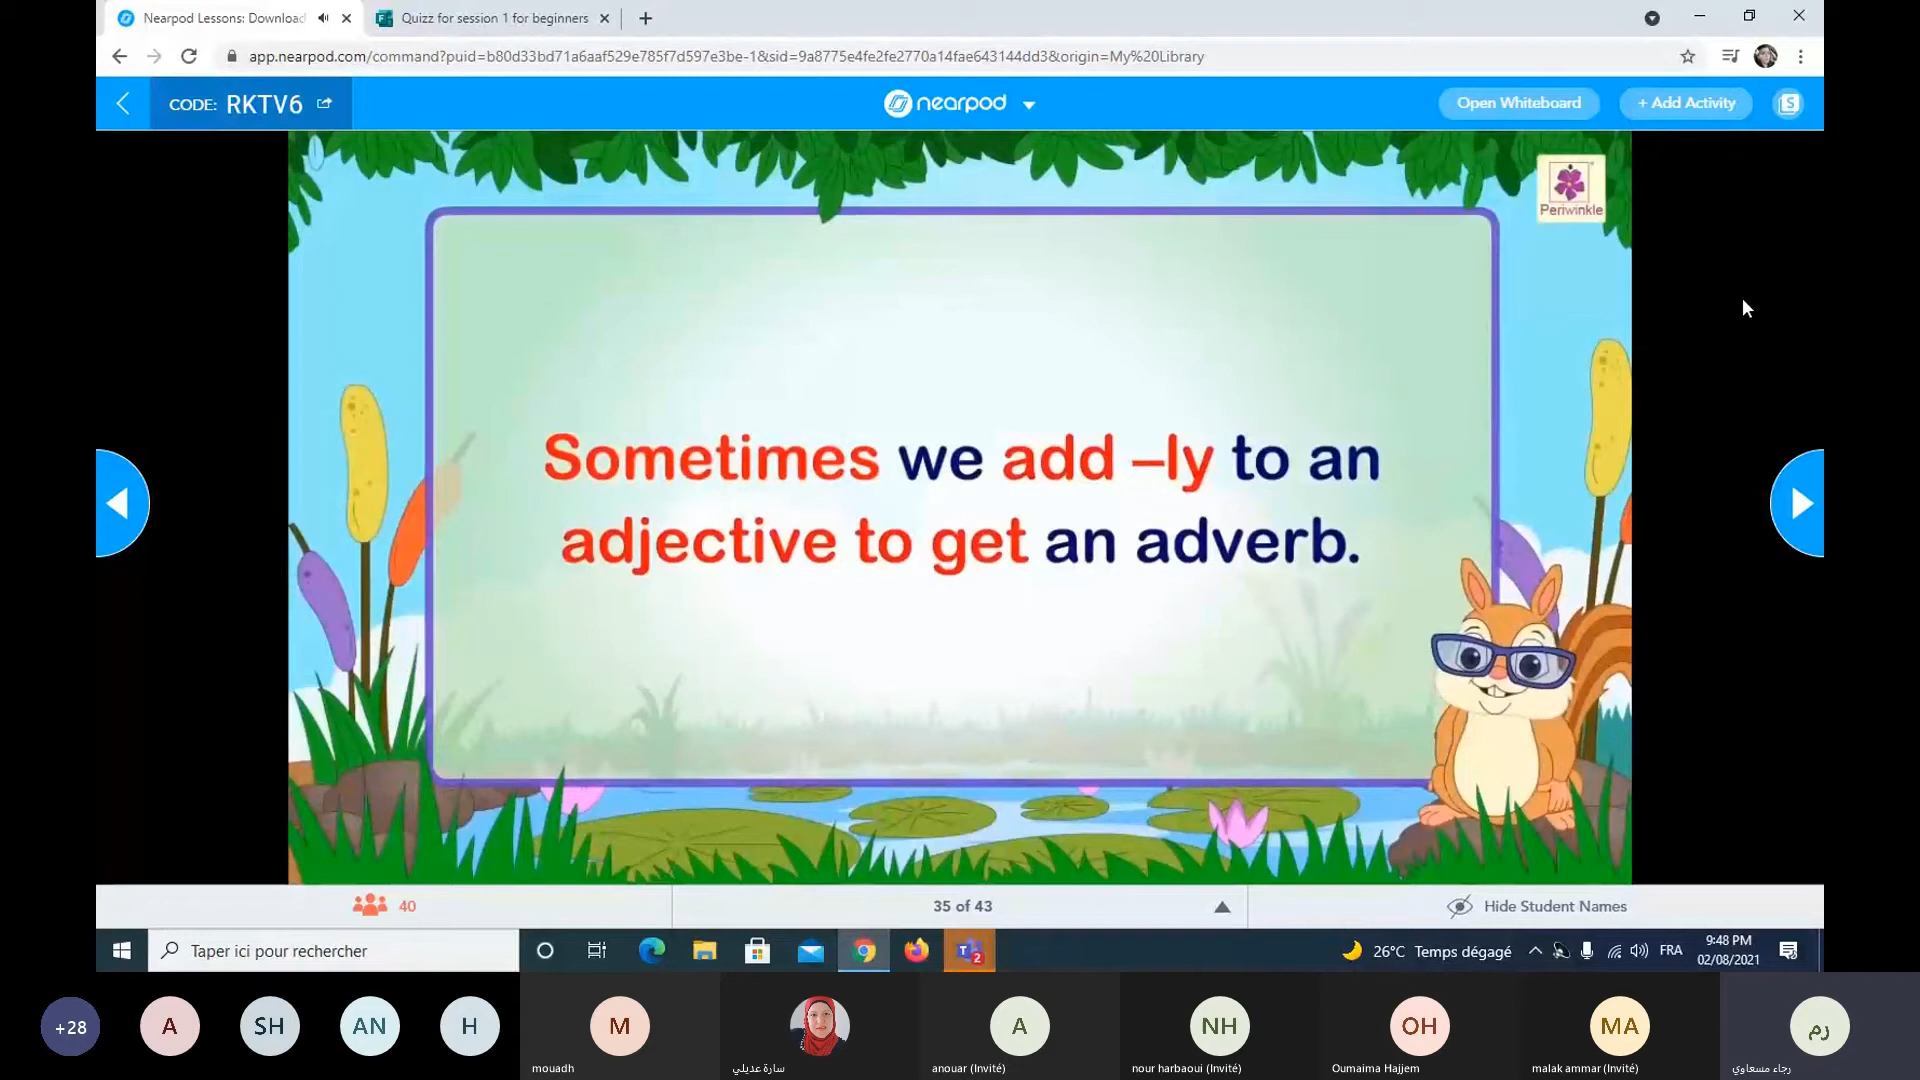 Nearpod Lessons: Download
Quizz for session 1 for beginners
app.nearpod.com/command?puid=b80d33bd71a6aaf529e785f7d597e3be-1&sid=9a8775e4fe2fe2770a14fae643144dd3&origin=My%20Library
CODE: RKTV6
nearpod
Open Whiteboard
+ Add Activity
S
Periwinkle
Sometimes we add –ly to an
adjective to get an adverb.
40
35 of 43
Hide Student Names
Taper ici pour rechercher
T
2
26°C Temps dégagé
FRA
9:48 PM
02/08/2021
+28
A
SH
AN
H
M
A
NH
OH
MA
رم
mouadh
سارة عديلي
anouar (Invité)
nour harbaoui (Invité)
Oumaima Hajjem
malak ammar (Invité)
رجاء مسعاوي